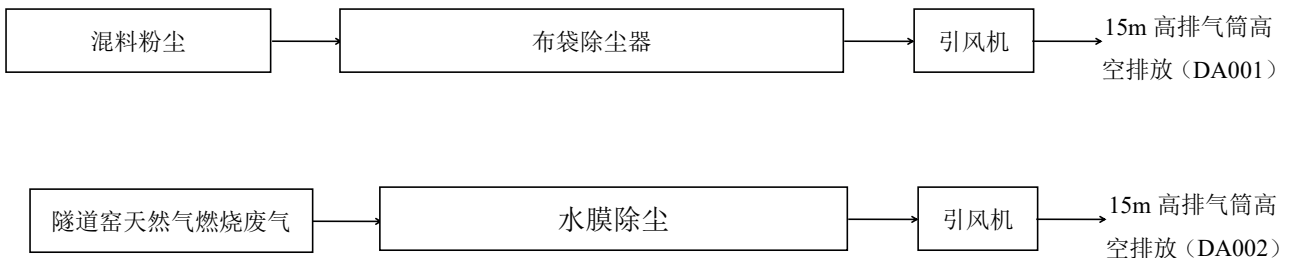 混料粉尘
布袋除尘器
引风机
15m 高排气筒高
空排放（DA001）
隧道窑天然气燃烧废气
水膜除尘
引风机
15m 高排气筒高
空排放（DA002）